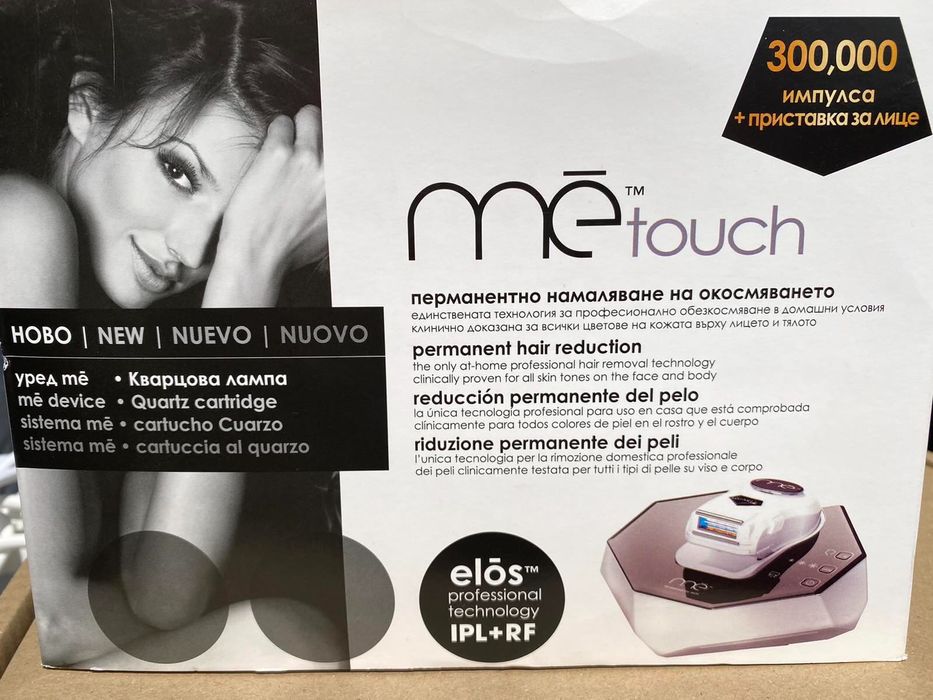 300,000
импулса
+ приставка за лице
mē™ touch
перманентно намаляване на окосмяването
единствената технология за професионално обезкосмяване в домашни условия
клинично доказана за всички цветове на кожата върху лицето и тялото
permanent hair reduction
the only at-home professional hair removal technology
clinically proven for all skin tones on the face and body
reducción permanente del pelo
la única tecnología profesional para uso en casa que está comprobada
clínicamente para todos colores de piel en el rostro y el cuerpo
riduzione permanente dei peli
l'unica tecnologia per la rimozione domestica professionale
dei peli clinicamente testata per tutti i tipi di pelle su viso e corpo
НОВО | NEW | NUEVO | NUOVO
уред mē • Кварцова лампа
mē device • Quartz cartridge
sistema mē • cartucho Cuarzo
sistema mē • cartuccia al quarzo
elōs™
professional
technology
IPL+RF
mē
mē